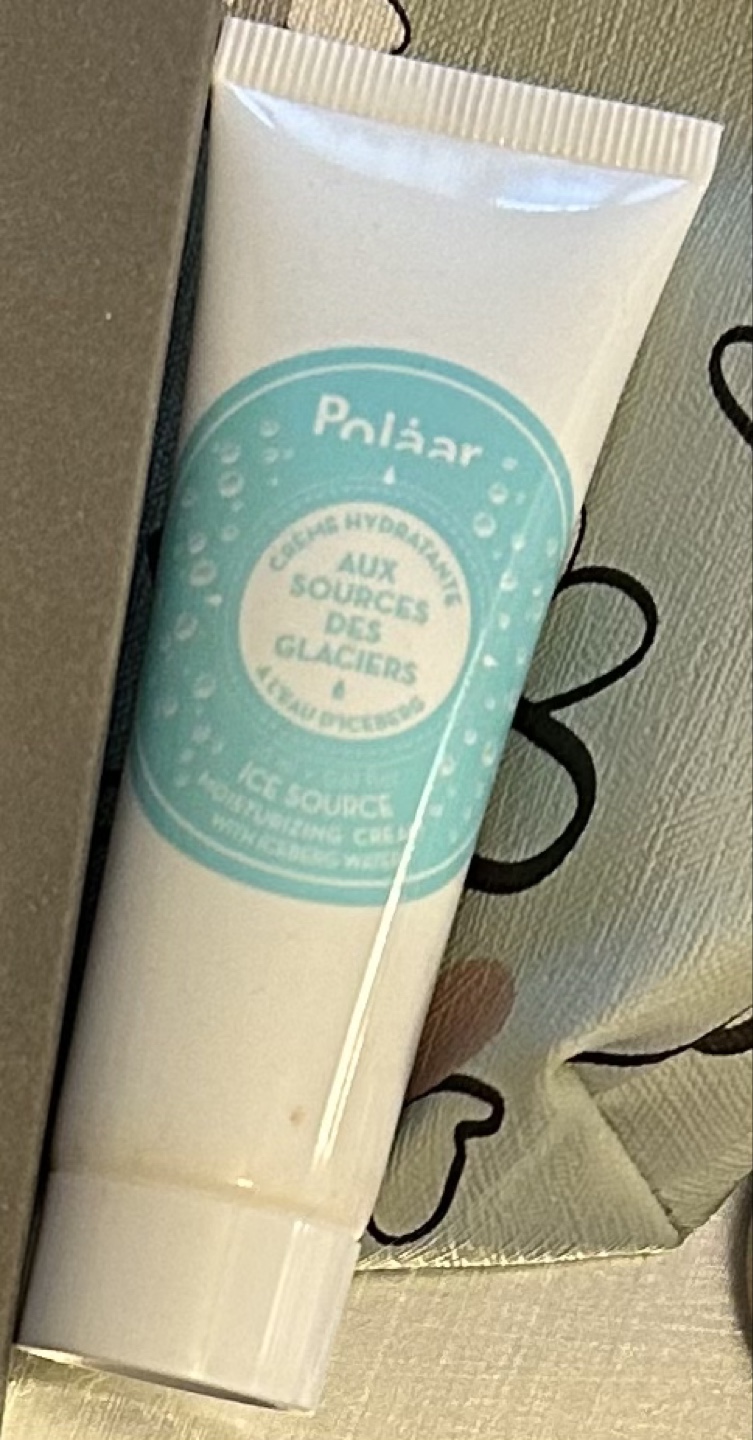 Polåar
CRÈME HYDRATANTE
AUX
SOURCES
DES
GLACIERS
À L'EAU D'ICEBERG
ICE SOURCE
MOISTURIZING CREAM
WITH ICEBERG WATER